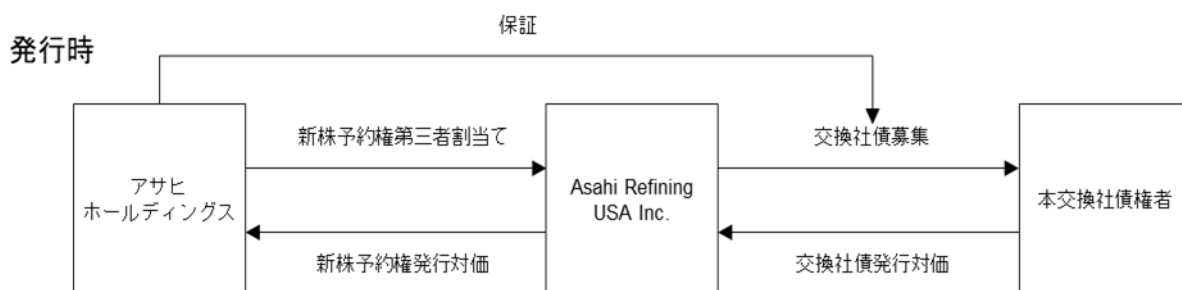 保証
発行時
新株予約権第三者割当て
交換社債募集
アサヒ
ホールディングス
Asahi Refining
USA Inc.
本交換社債権者
新株予約権発行対価
交換社債発行対価